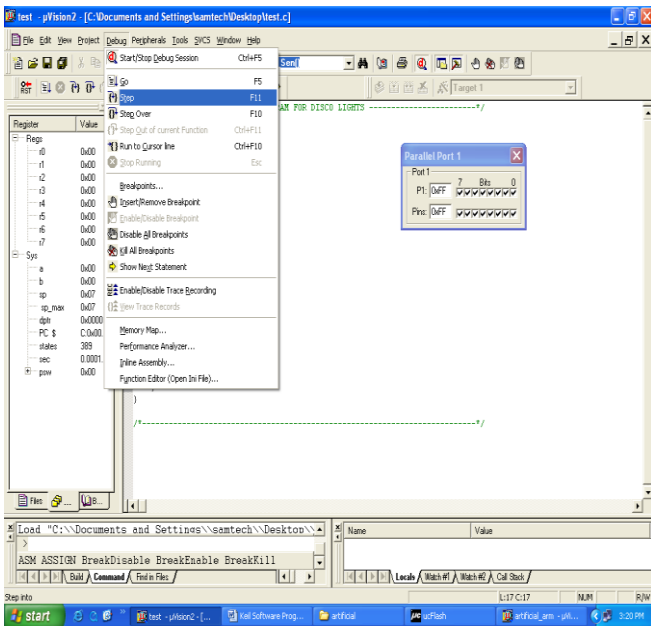 test - µVision2 - [C:\Documents and Settings\samtech\Desktop\test.c]
File Edit View Project Debug Peripherals Tools SVCS Window Help
Start/Stop Debug Session Ctrl+F5
Go F5
Step F11
Step Over F10
Step Out of current Function Ctrl+F11
Run to Cursor line Ctrl+F10
Stop Running Esc
Breakpoints...
Insert/Remove Breakpoint
Enable/Disable Breakpoint
Disable All Breakpoints
Kill All Breakpoints
Show Next Statement
Enable/Disable Trace Recording
View Trace Records
Memory Map...
Performance Analyzer...
Inline Assembly...
Function Editor (Open Ini File)...
Target 1
AM FOR DISCO LIGHTS -----------------------*/
Register Value
Regs
r0 0x00
r1 0x00
r2 0x00
r3 0x00
r4 0x00
r5 0x00
r6 0x00
r7 0x00
Sys
a 0x00
b 0x00
sp 0x07
sp_max 0x07
dptr 0x0000
PC $ C:0x00..
states 389
sec 0.0001..
psw 0x00
Parallel Port 1
Port 1
7 Bits 0
P1: 0xFF
Pins: 0xFF
}
/*------------------------------------------------------------------------*/
Files
Load "C:\\Documents and Settings\\samtech\\Desktop\\
>
ASM ASSIGN BreakDisable BreakEnable BreakKill
Build Command Find in Files
Name Value
Locals Watch #1 Watch #2 Call Stack
Step into L:17 C:17 NUM R/W
start test - µVision2 - [... Keil Software Prog... artificial ucFlash artificial_arm - µVi... 3:20 PM